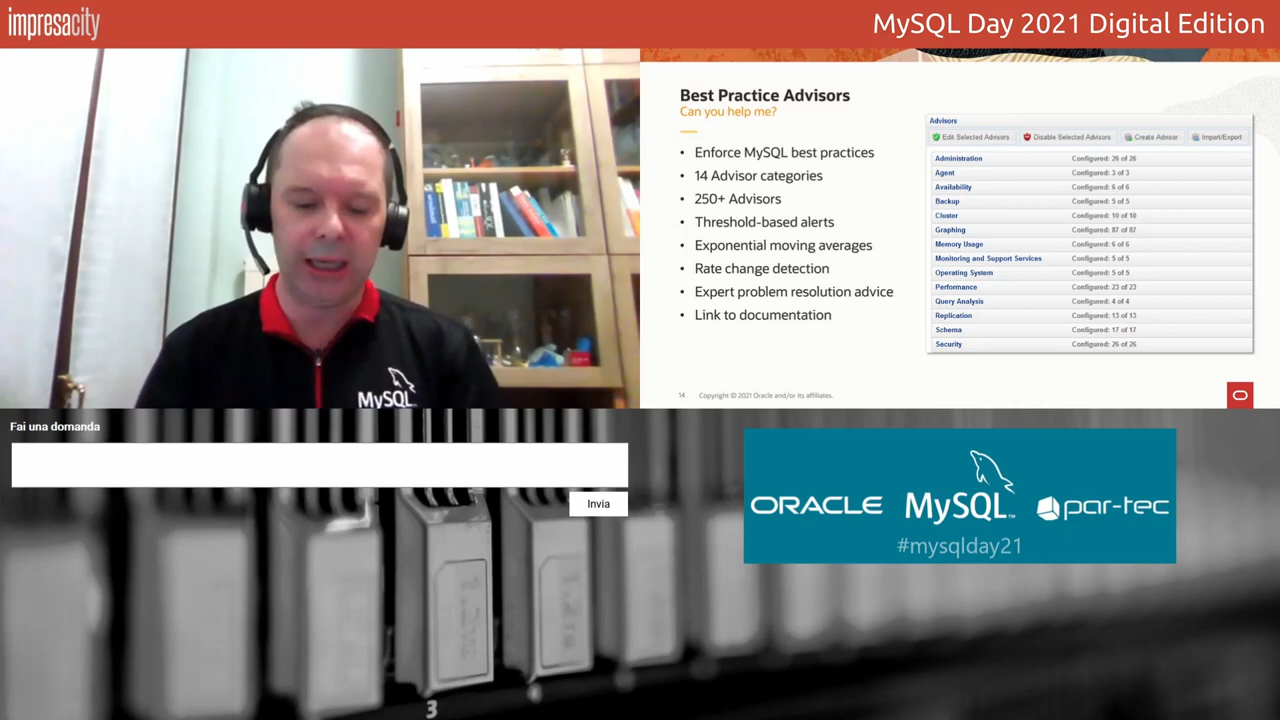 impresacity
MySQL Day 2021 Digital Edition
MySQL
Best Practice Advisors
Can you help me?
• Enforce MySQL best practices
• 14 Advisor categories
• 250+ Advisors
• Threshold-based alerts
• Exponential moving averages
• Rate change detection
• Expert problem resolution advice
• Link to documentation
Advisors
Edit Selected Advisors Disable Selected Advisors Create Advisor Import/Export
Administration Configured: 26 of 26
Agent Configured: 3 of 3
Availability Configured: 6 of 6
Backup Configured: 5 of 5
Cluster Configured: 10 of 10
Graphing Configured: 87 of 87
Memory Usage Configured: 6 of 6
Monitoring and Support Services Configured: 5 of 5
Operating System Configured: 5 of 5
Performance Configured: 23 of 23
Query Analysis Configured: 4 of 4
Replication Configured: 13 of 13
Schema Configured: 17 of 17
Security Configured: 26 of 26
14 Copyright © 2021 Oracle and/or its affiliates.
Fai una domanda
Invia
ORACLE MySQL™ par-tec
#mysqlday21
3
4